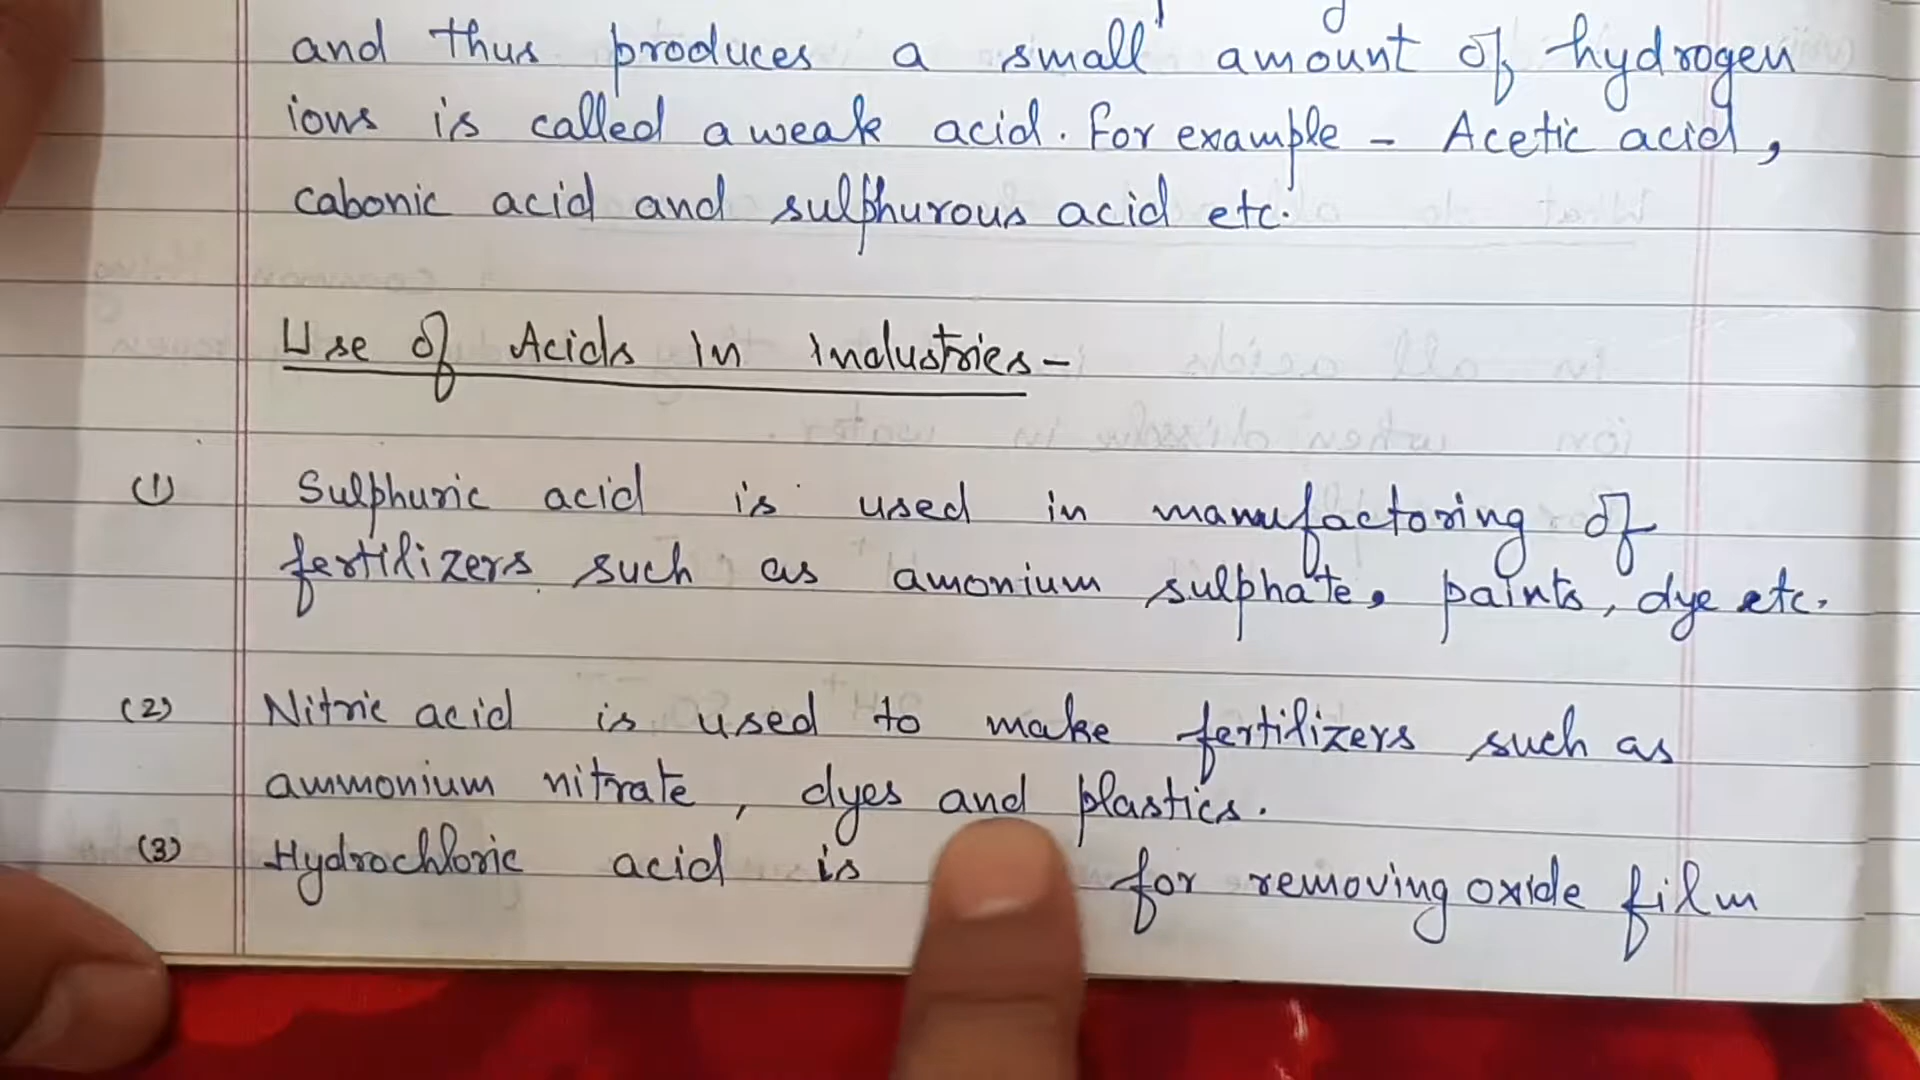 and thus produces a small amount of hydrogen
ions is called a weak acid. For example - Acetic acid,
cabonic acid and sulphurous acid etc.
Use of Acids In Industries -
(1) Sulphuric acid is used in manufactoring of
fertilizers such as amonium sulphate, paints, dye etc.
(2) Nitric acid is used to make fertilizers such as
ammonium nitrate, dyes and plastics.
(3) Hydrochloric acid is for removing oxide film